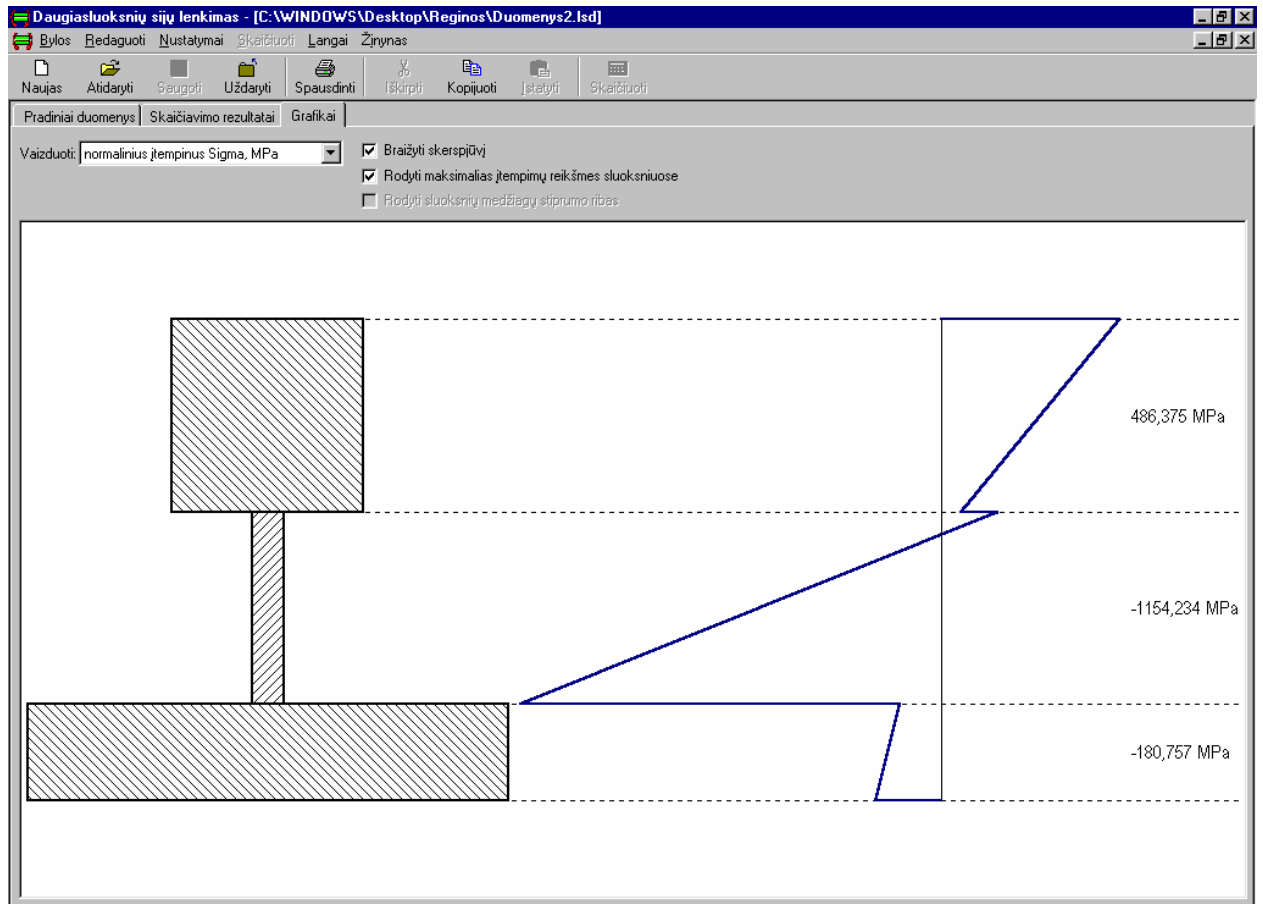 Daugiasluoksnių sijų lenkimas - [C:\WINDOWS\Desktop\Reginos\Duomenys2.lsd]
Bylos Redaguoti Nustatymai Skaičiuoti Langai Žinynas
Naujas Atidaryti Saugoti Uždaryti Spausdinti Iškirpti Kopijuoti Įstatyti Skaičiuoti
Pradiniai duomenys Skaičiavimo rezultatai Grafikai
Vaizduoti: normalinius įtempinus Sigma, MPa
Braižyti skerspjūvį
Rodyti maksimalias įtempimų reikšmes sluoksniuose
Rodyti sluoksnių medžiagų stiprumo ribas
486,375 MPa
-1154,234 MPa
-180,757 MPa